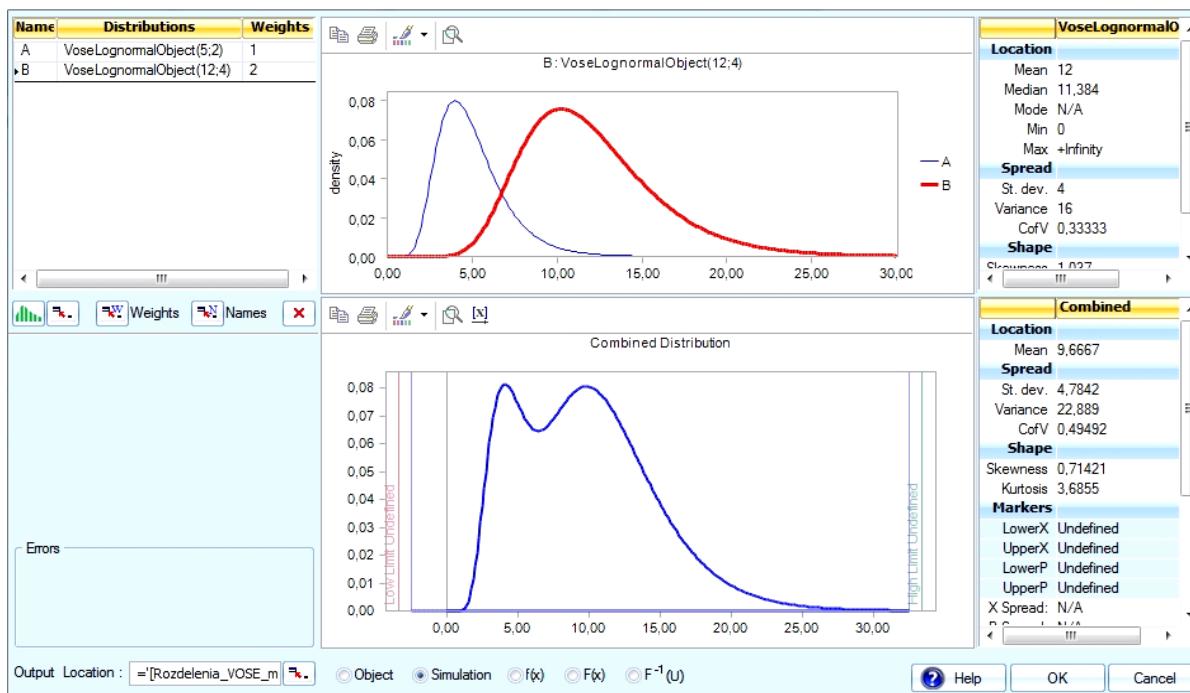 Name Distributions Weights
A VoseLognormalObject(5;2) 1
B VoseLognormalObject(12;4) 2
Weights
Names
Errors
Output Location : ='[Rozdelenia_VOSE_m
B: VoseLognormalObject(12;4)
density
0,08
0,06
0,04
0,02
0,00
0,00 5,00 10,00 15,00 20,00 25,00 30,00
A
B
Combined Distribution
0,08
0,07
0,06
0,05
0,04
0,03
0,02
0,01
0,00
0,00 5,00 10,00 15,00 20,00 25,00 30,00
Low Limit Undefined
High Limit Undefined
Object Simulation f(x) F(x) F⁻¹(U)
VoseLognormalO
Location
Mean 12
Median 11,384
Mode N/A
Min 0
Max +Infinity
Spread
St. dev. 4
Variance 16
CofV 0,33333
Shape
Skewness 1,037
Combined
Location
Mean 9,6667
Spread
St. dev. 4,7842
Variance 22,889
CofV 0,49492
Shape
Skewness 0,71421
Kurtosis 3,6855
Markers
LowerX Undefined
UpperX Undefined
LowerP Undefined
UpperP Undefined
X Spread: N/A
Help OK Cancel